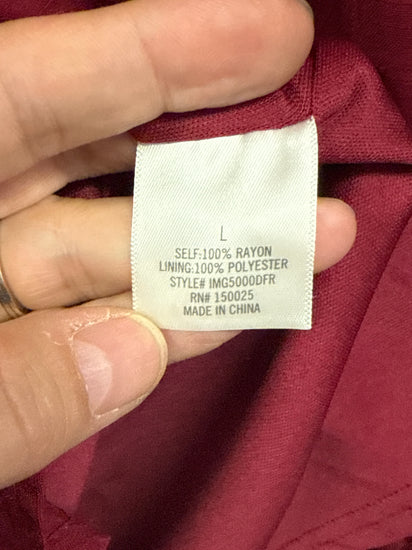 L
SELF:100% RAYON
LINING:100% POLYESTER
STYLE# IMG5000DFR
RN# 150025
MADE IN CHINA